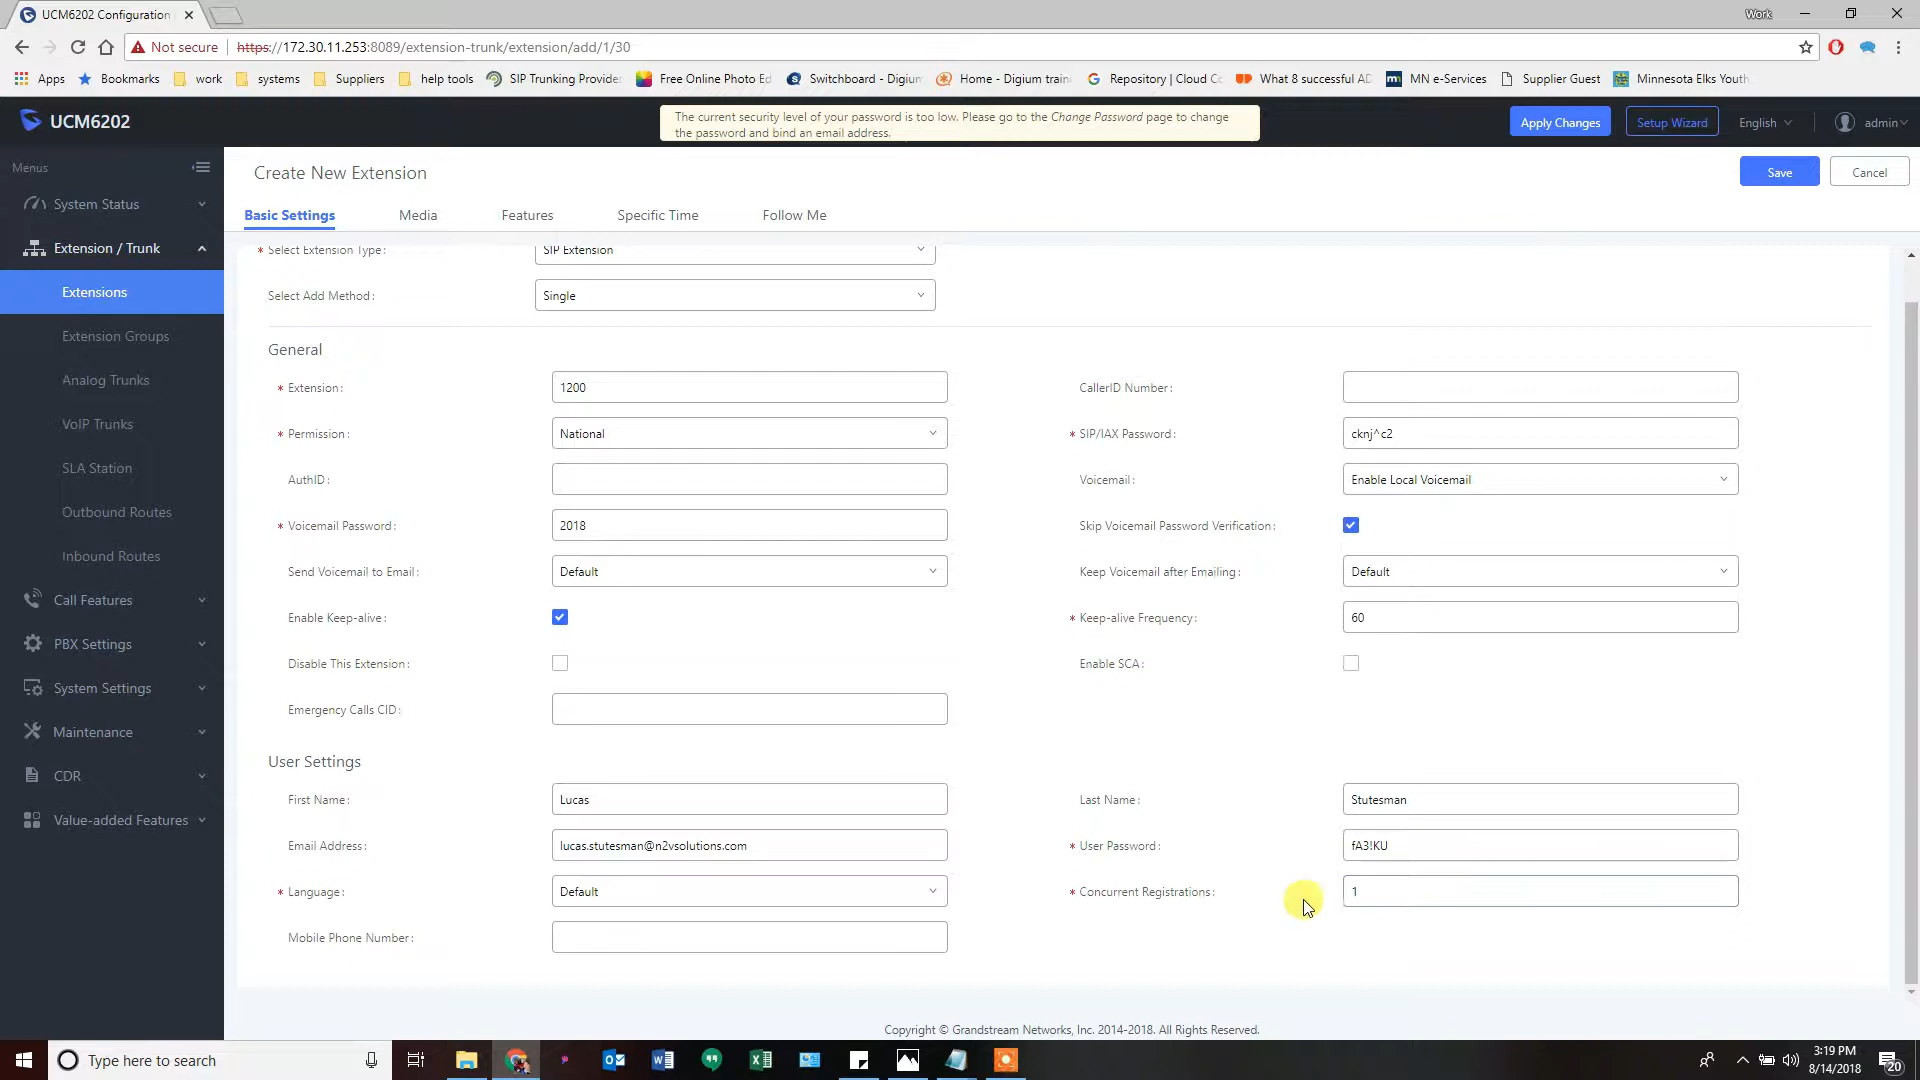 UCM6202 Configuration
Work
Not secure
https://172.30.11.253:8089/extension-trunk/extension/add/1/30
Apps
Bookmarks
work
systems
Suppliers
help tools
SIP Trunking Provide
Free Online Photo Ed
Switchboard - Digium
Home - Digium train
Repository | Cloud Co
What 8 successful AD
MN e-Services
Supplier Guest
Minnesota Elks Youth
UCM6202
The current security level of your password is too low. Please go to the Change Password page to change
the password and bind an email address.
Apply Changes
Setup Wizard
English
admin
Menus
System Status
Extension / Trunk
Extensions
Extension Groups
Analog Trunks
VoIP Trunks
SLA Station
Outbound Routes
Inbound Routes
Call Features
PBX Settings
System Settings
Maintenance
CDR
Value-added Features
Create New Extension
Save
Cancel
Basic Settings
Media
Features
Specific Time
Follow Me
* Select Extension Type: SIP Extension
Select Add Method: Single
General
* Extension: 1200
CallerID Number:
* Permission: National
* SIP/IAX Password: cknj^c2
AuthID:
Voicemail: Enable Local Voicemail
* Voicemail Password: 2018
Skip Voicemail Password Verification:
Send Voicemail to Email: Default
Keep Voicemail after Emailing: Default
Enable Keep-alive:
* Keep-alive Frequency: 60
Disable This Extension:
Enable SCA:
Emergency Calls CID:
User Settings
First Name: Lucas
Last Name: Stutesman
Email Address: lucas.stutesman@n2vsolutions.com
* User Password: fA3!KU
* Language: Default
* Concurrent Registrations: 1
Mobile Phone Number:
Copyright © Grandstream Networks, Inc. 2014-2018. All Rights Reserved.
Type here to search
3:19 PM
8/14/2018
20